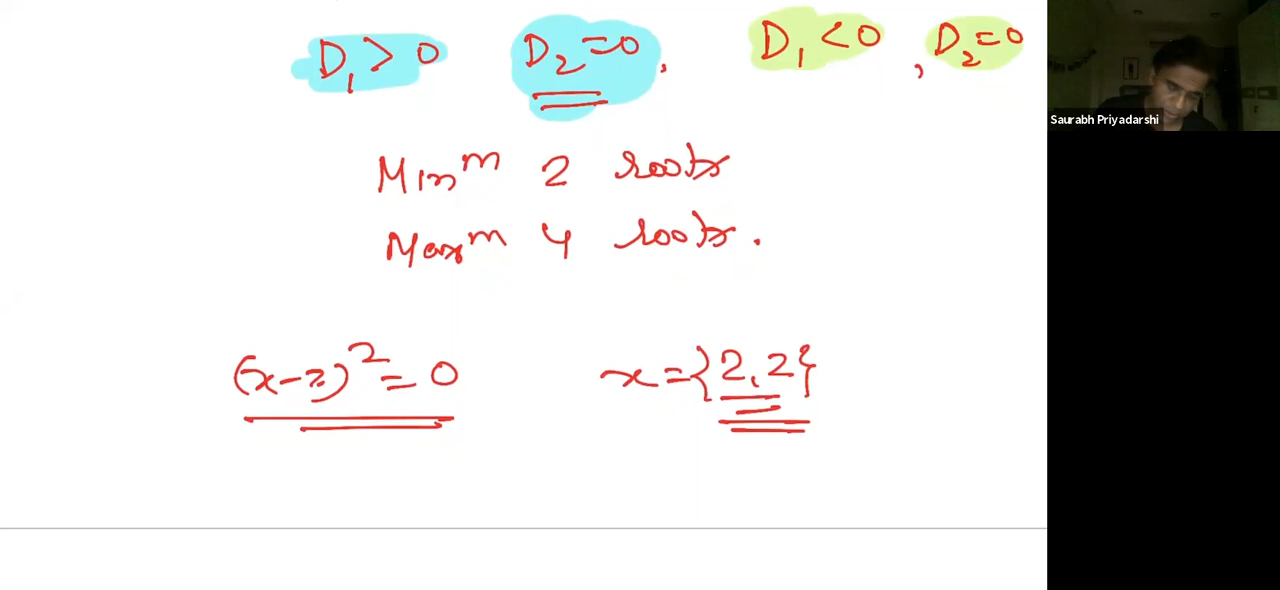 D₁ > 0 D₂ = 0, D₁ < 0, D₂ = 0
Minᵐ 2 roots
Maxᵐ 4 roots.
(x-2)² = 0 x = {2, 2}
Saurabh Priyadarshi